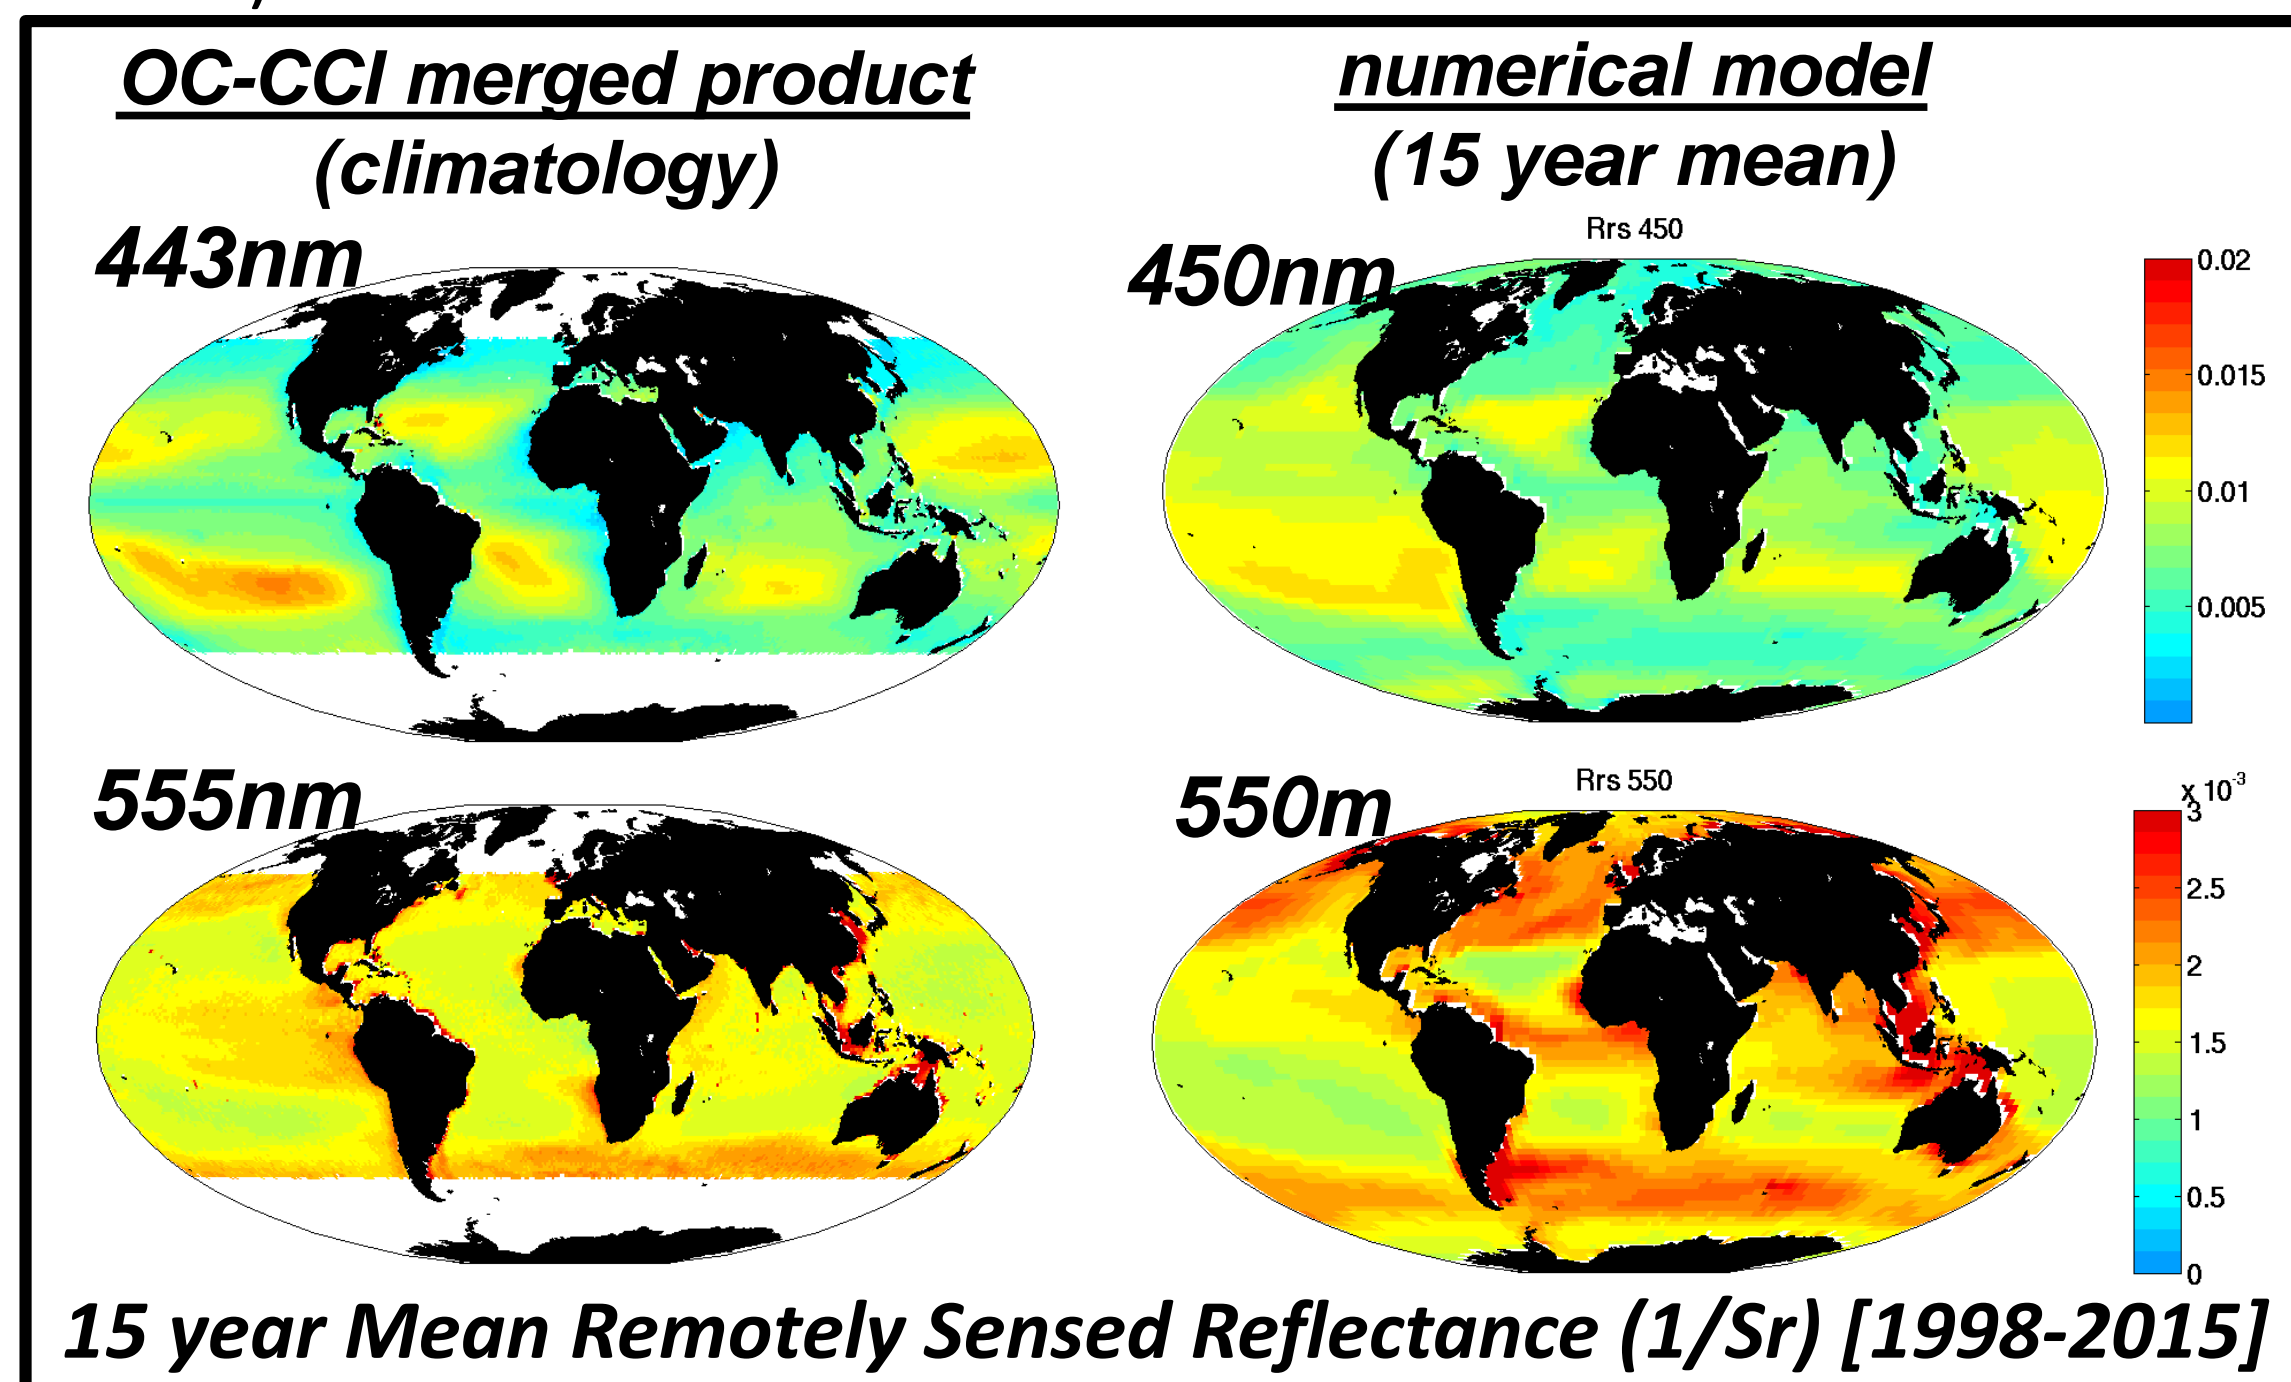 OC-CCI merged product
(climatology)
numerical model
(15 year mean)
443nm
450nm
Rrs 450
0.02
0.015
0.01
0.005
555nm
550m
Rrs 550
x 10-3
3
2.5
2
1.5
1
0.5
0
15 year Mean Remotely Sensed Reflectance (1/Sr) [1998-2015]